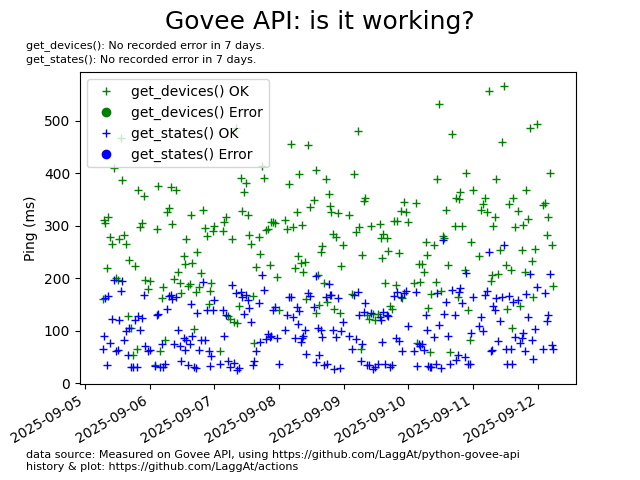 Govee API: is it working?
get_devices(): No recorded error in 7 days.
get_states(): No recorded error in 7 days.
get_devices() OK
get_devices() Error
get_states() OK
get_states() Error
Ping (ms)
500
400
300
200
100
0
2025-09-05
2025-09-06
2025-09-07
2025-09-08
2025-09-09
2025-09-10
2025-09-11
2025-09-12
data source: Measured on Govee API, using https://github.com/LaggAt/python-govee-api
history & plot: https://github.com/LaggAt/actions